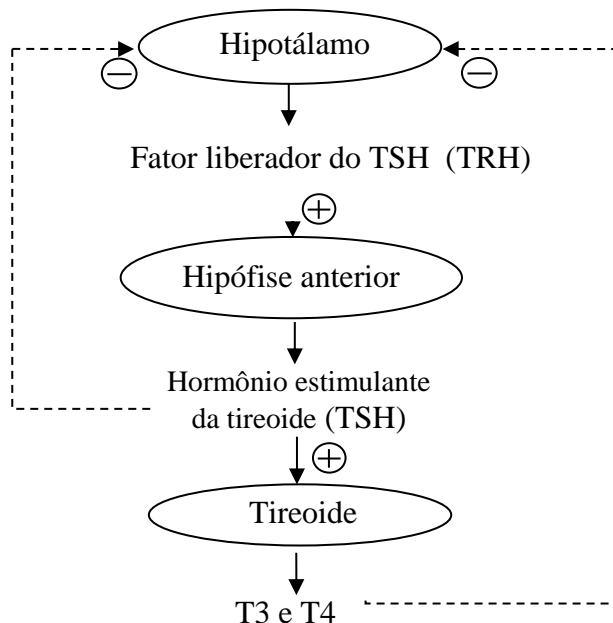 Hipotálamo
Fator liberador do TSH (TRH)
Hipófise anterior
Hormônio estimulante
da tireoide (TSH)
Tireoide
T3 e T4